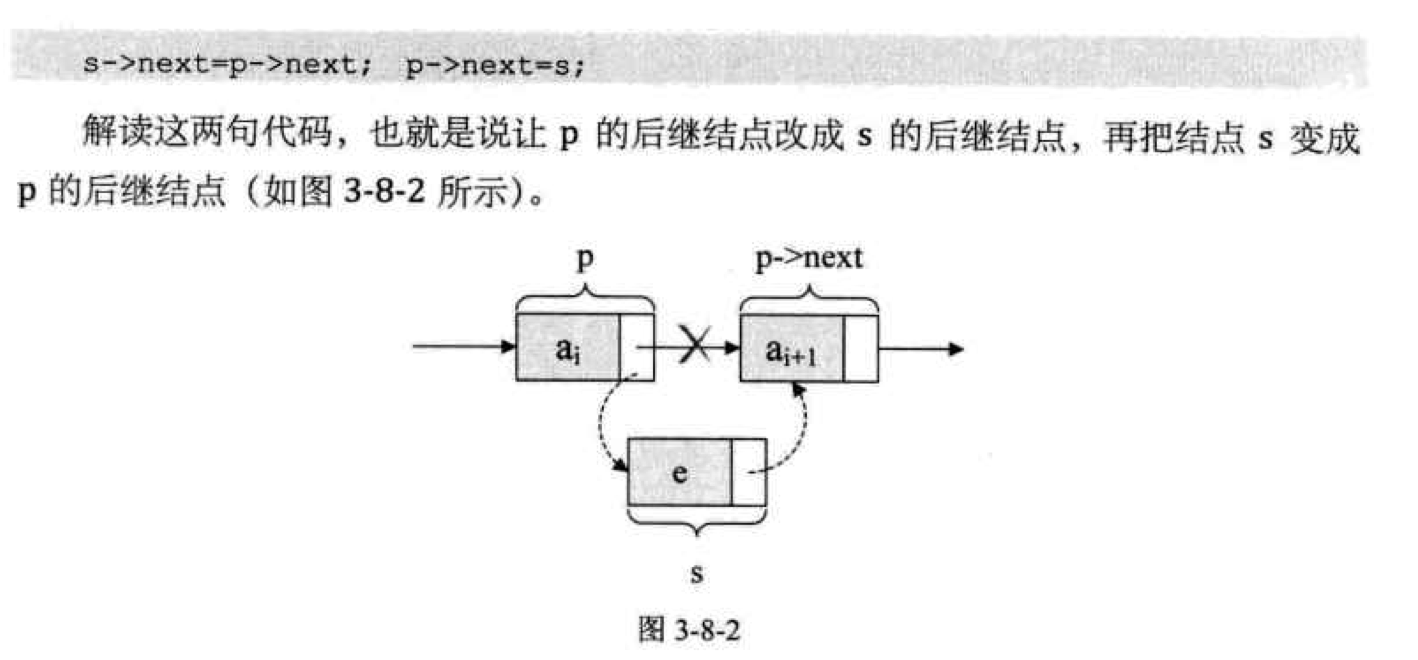 s->next=p->next; p->next=s;
解读这两句代码，也就是说让 p 的后继结点改成 s 的后继结点，再把结点 s 变成
p 的后继结点（如图 3-8-2 所示）。
p p->next
ai ai+1
e
s
图 3-8-2